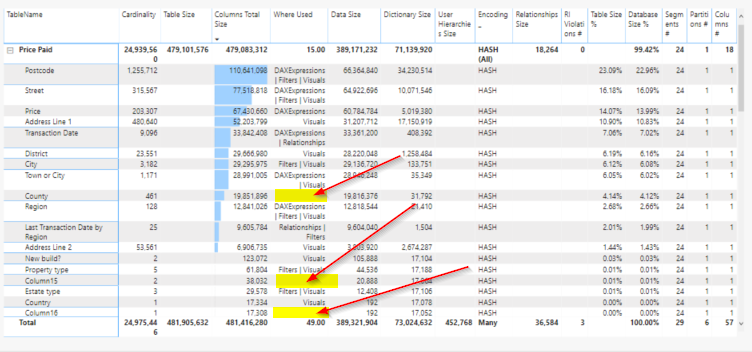 TableName Cardinality Table Size Columns Total Size Where Used Data Size Dictionary Size User Hierarchies Size Encoding Relationships Size RI Violations # Table Size % Database Size % Segments # Partitions # Columns #
Price Paid 24,939,560 479,101,576 479,083,312 15.00 389,171,232 71,139,920 HASH (All) 18,264 0 99.42% 24 1 18
Postcode 1,255,712 110,641,098 DAXExpressions | Filters | Visuals 66,364,840 34,230,514 HASH 23.09% 22.96% 24 1 1
Street 315,567 77,518,818 DAXExpressions | Filters | Visuals 64,922,696 10,071,546 HASH 16.18% 16.09% 24 1 1
Price 203,307 67,430,660 DAXExpressions 60,784,784 5,019,380 HASH 14.07% 13.99% 24 1 1
Address Line 1 480,640 52,203,799 Visuals 31,207,712 17,150,919 HASH 10.90% 10.83% 24 1 1
Transaction Date 9,096 33,842,408 DAXExpressions | Relationships 33,361,200 408,392 HASH 7.06% 7.02% 24 1 1
District 23,551 29,666,980 Visuals 28,220,048 1,258,484 HASH 6.19% 6.16% 24 1 1
City 3,182 29,295,975 Filters | Visuals 29,136,720 133,751 HASH 6.12% 6.08% 24 1 1
Town or City 1,171 28,991,005 DAXExpressions | Visuals 35,349 HASH 6.05% 6.02% 24 1 1
County 461 19,851,896 19,816,376 31,792 HASH 4.14% 4.12% 24 1 1
Region 128 12,841,026 DAXExpressions | Filters | Visuals 12,818,544 HASH 2.68% 2.66% 24 1 1
Last Transaction Date by Region 25 9,605,784 Relationships | Filters 9,604,040 1,504 HASH 2.01% 1.99% 24 1 1
Address Line 2 53,561 6,906,735 Visuals 2,674,287 HASH 1.44% 1.43% 24 1 1
New build? 2 123,072 Visuals 105,888 17,104 HASH 0.03% 0.03% 24 1 1
Property type 5 61,804 Filters | Visuals 44,536 17,188 HASH 0.01% 0.01% 24 1 1
Column15 2 38,032 20,888 HASH 0.01% 0.01% 24 1 1
Estate type 3 29,578 Filters | Visuals 12,408 17,106 HASH 0.01% 0.01% 24 1 1
Country 1 17,334 Visuals 192 17,078 HASH 0.00% 0.00% 24 1 1
Column16 1 17,308 192 17,052 HASH 0.00% 0.00% 24 1 1
Total 24,975,446 481,905,632 481,416,280 49.00 389,321,904 73,024,632 452,768 Many 36,584 3 100.00% 29 6 57